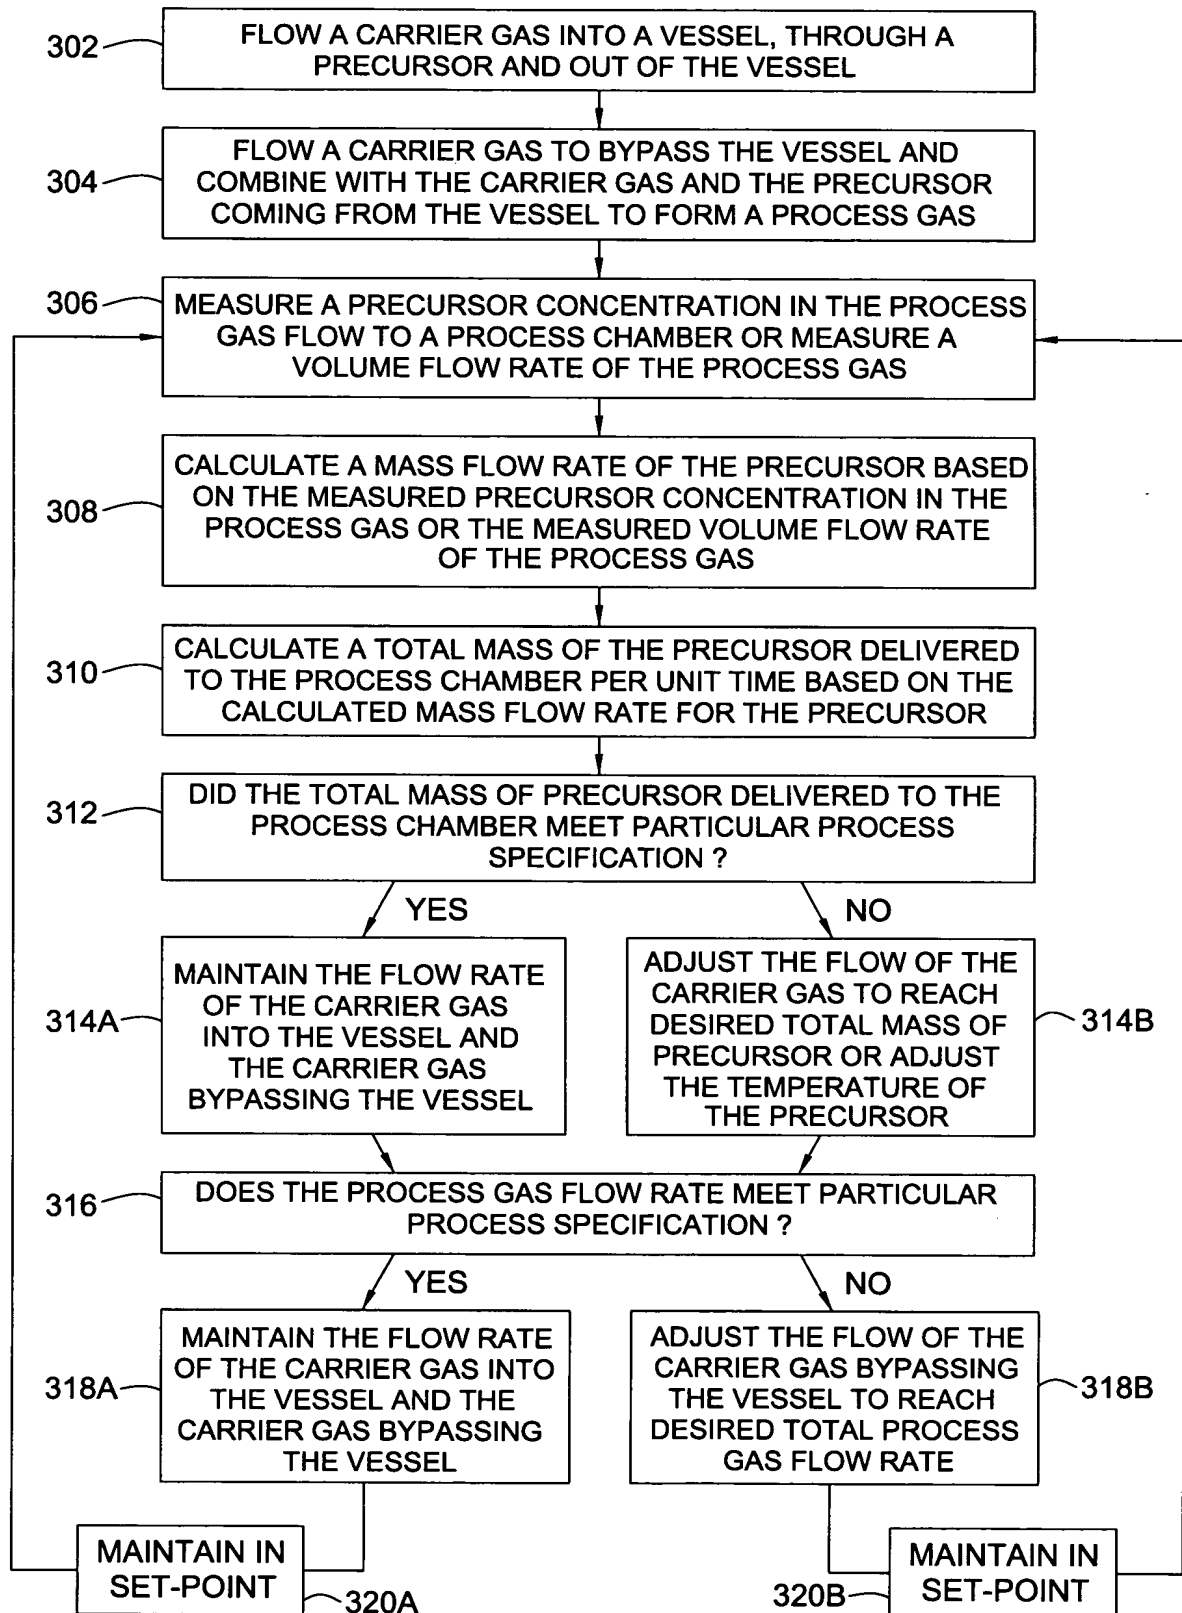 302
FLOW A CARRIER GAS INTO A VESSEL, THROUGH A
PRECURSOR AND OUT OF THE VESSEL
304
FLOW A CARRIER GAS TO BYPASS THE VESSEL AND
COMBINE WITH THE CARRIER GAS AND THE PRECURSOR
COMING FROM THE VESSEL TO FORM A PROCESS GAS
306
MEASURE A PRECURSOR CONCENTRATION IN THE PROCESS
GAS FLOW TO A PROCESS CHAMBER OR MEASURE A
VOLUME FLOW RATE OF THE PROCESS GAS
308
CALCULATE A MASS FLOW RATE OF THE PRECURSOR BASED
ON THE MEASURED PRECURSOR CONCENTRATION IN THE
PROCESS GAS OR THE MEASURED VOLUME FLOW RATE
OF THE PROCESS GAS
310
CALCULATE A TOTAL MASS OF THE PRECURSOR DELIVERED
TO THE PROCESS CHAMBER PER UNIT TIME BASED ON THE
CALCULATED MASS FLOW RATE FOR THE PRECURSOR
312
DID THE TOTAL MASS OF PRECURSOR DELIVERED TO THE
PROCESS CHAMBER MEET PARTICULAR PROCESS
SPECIFICATION ?
YES
NO
314A
MAINTAIN THE FLOW RATE
OF THE CARRIER GAS
INTO THE VESSEL AND
THE CARRIER GAS
BYPASSING THE VESSEL
ADJUST THE FLOW OF THE
CARRIER GAS TO REACH
DESIRED TOTAL MASS OF
PRECURSOR OR ADJUST
THE TEMPERATURE OF
THE PRECURSOR
314B
316
DOES THE PROCESS GAS FLOW RATE MEET PARTICULAR
PROCESS SPECIFICATION ?
YES
NO
318A
MAINTAIN THE FLOW RATE
OF THE CARRIER GAS INTO
THE VESSEL AND THE
CARRIER GAS BYPASSING
THE VESSEL
ADJUST THE FLOW OF THE
CARRIER GAS BYPASSING
THE VESSEL TO REACH
DESIRED TOTAL PROCESS
GAS FLOW RATE
318B
MAINTAIN IN
SET-POINT
320A
320B
MAINTAIN IN
SET-POINT